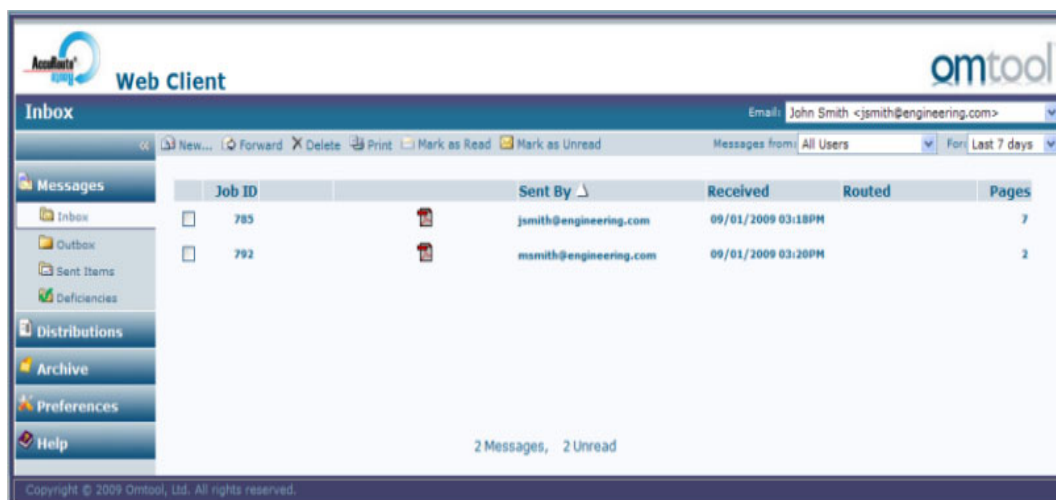 AccuRoute®
Web Client
omtool
Inbox
Email: John Smith <jsmith@engineering.com>
« New... Forward Delete Print Mark as Read Mark as Unread Messages from: All Users For: Last 7 days
Messages
Inbox
Outbox
Sent Items
Deficiencies
Distributions
Archive
Preferences
Help
Job ID Sent By Received Routed Pages
785 jsmith@engineering.com 09/01/2009 03:18PM 7
792 msmith@engineering.com 09/01/2009 03:20PM 2
2 Messages, 2 Unread
Copyright © 2009 Omtool, Ltd. All rights reserved.